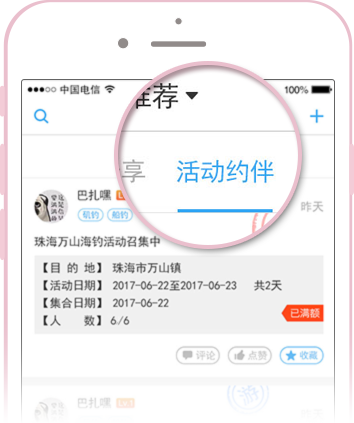 中国电信
100%
推荐
享
活动约伴
巴扎嘿
昨天
矶钓 船钓
珠海万山海钓活动召集中
【目 的 地】 珠海市万山镇
【活动日期】 2017-06-22至2017-06-23 共2天
【集合日期】 2017-06-22
【人 数】 6/6
已满额
评论 点赞 收藏
巴扎嘿